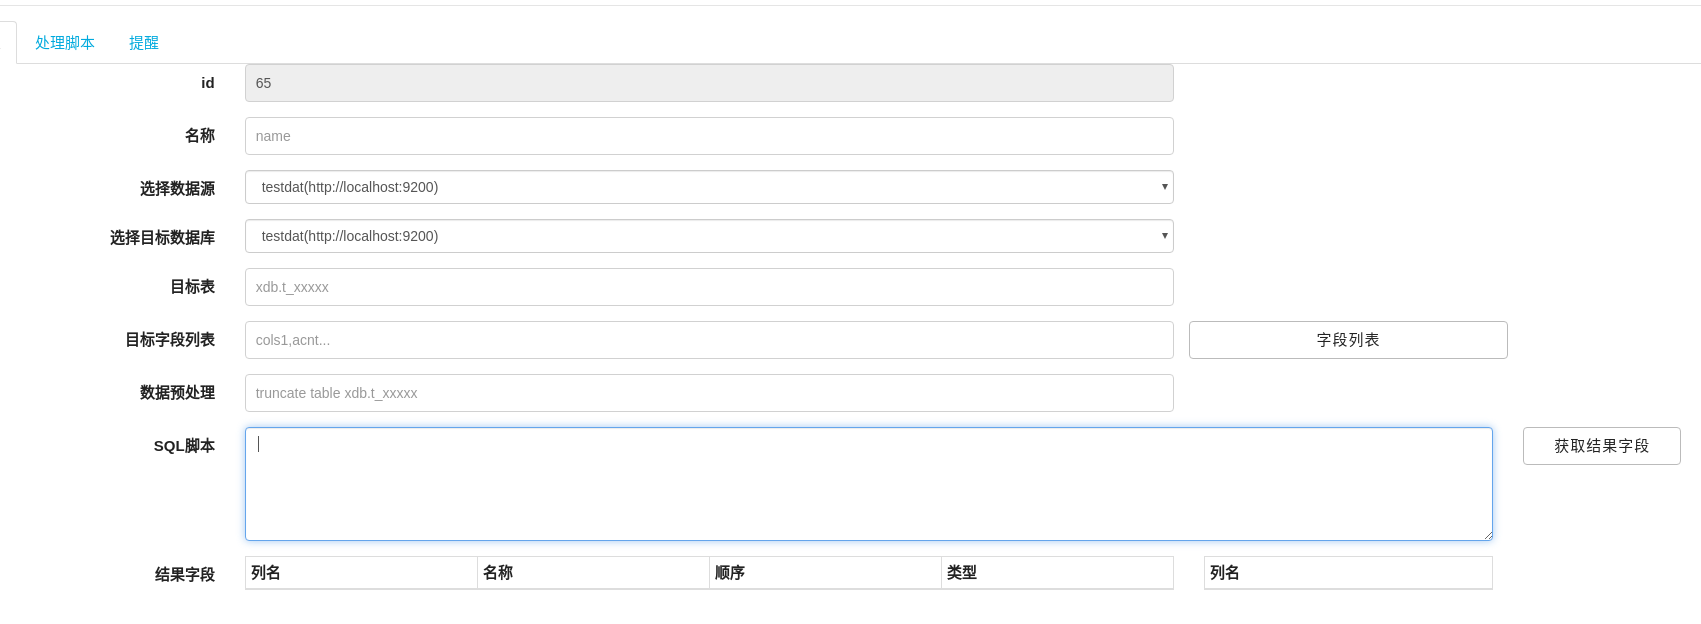 处理脚本 提醒
id 65
名称 name
选择数据源 testdat(http://localhost:9200)
选择目标数据库 testdat(http://localhost:9200)
目标表 xdb.t_xxxxx
目标字段列表 cols1,acnt... 字段列表
数据预处理 truncate table xdb.t_xxxxx
SQL脚本 获取结果字段
结果字段 列名 名称 顺序 类型 列名